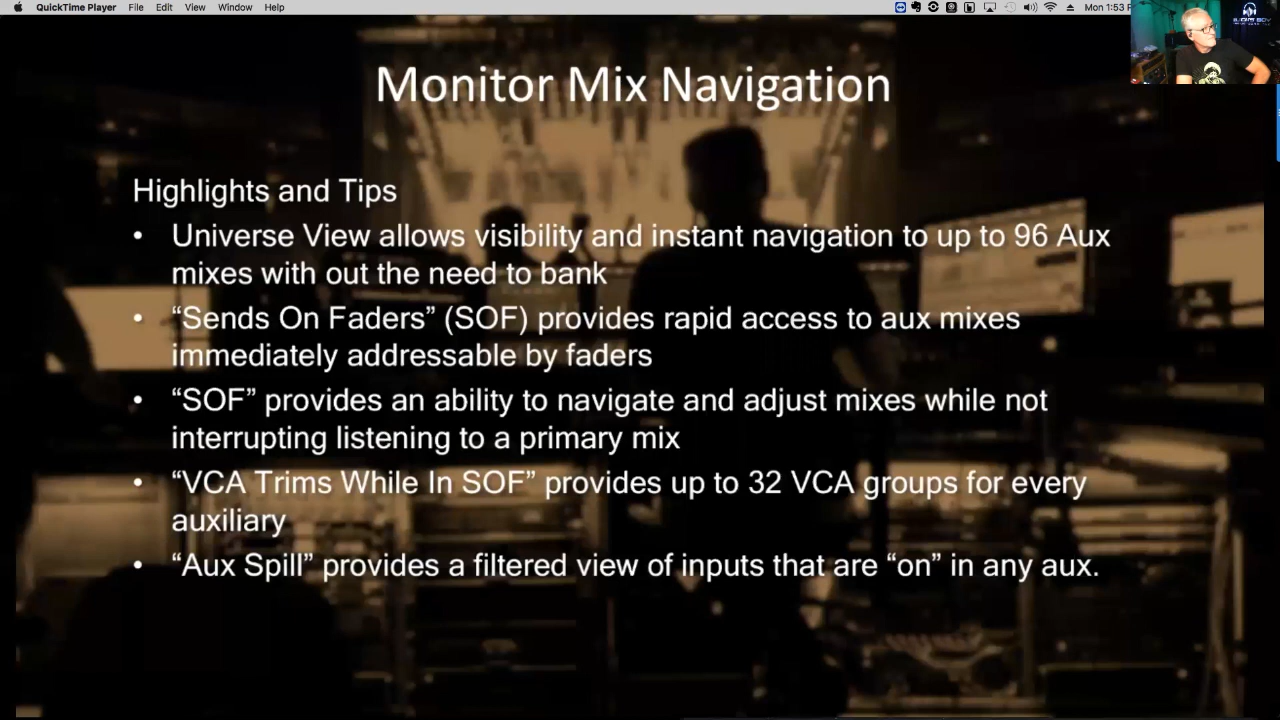 QuickTime Player File Edit View Window Help
Mon 1:53 P
Monitor Mix Navigation
Highlights and Tips
• Universe View allows visibility and instant navigation to up to 96 Aux
mixes with out the need to bank
• “Sends On Faders” (SOF) provides rapid access to aux mixes
immediately addressable by faders
• “SOF” provides an ability to navigate and adjust mixes while not
interrupting listening to a primary mix
• “VCA Trims While In SOF” provides up to 32 VCA groups for every
auxiliary
• “Aux Spill” provides a filtered view of inputs that are “on” in any aux.